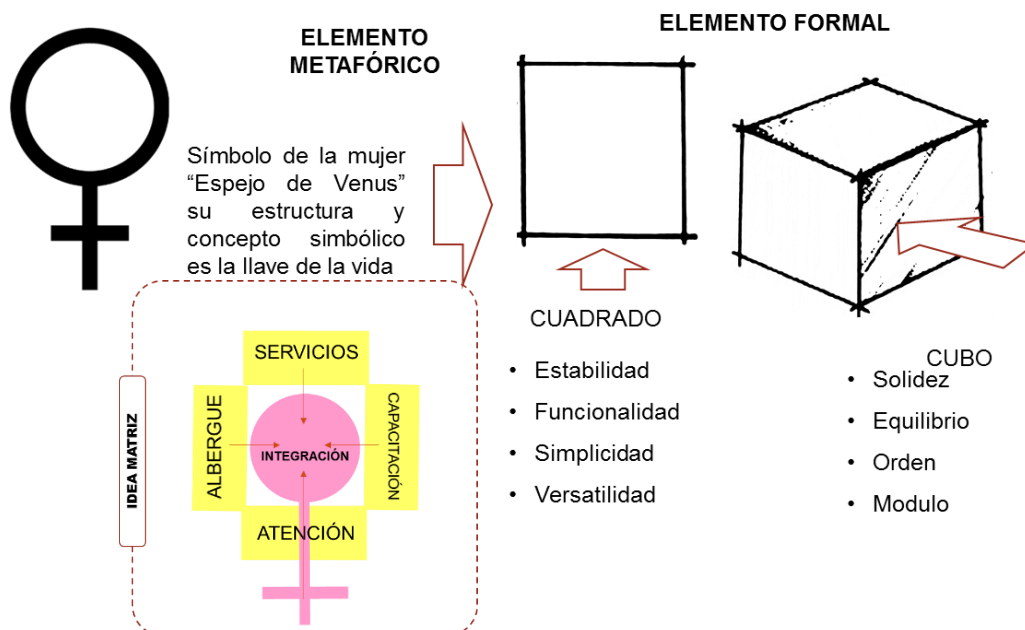 ELEMENTO
METAFÓRICO
ELEMENTO FORMAL
Símbolo de la mujer
“Espejo de Venus”
su estructura y
concepto simbólico
es la llave de la vida
IDEA MATRIZ
SERVICIOS
ALBERGUE
CAPACITACIÓN
INTEGRACIÓN
ATENCIÓN
CUADRADO
• Estabilidad
• Funcionalidad
• Simplicidad
• Versatilidad
CUBO
• Solidez
• Equilibrio
• Orden
• Modulo